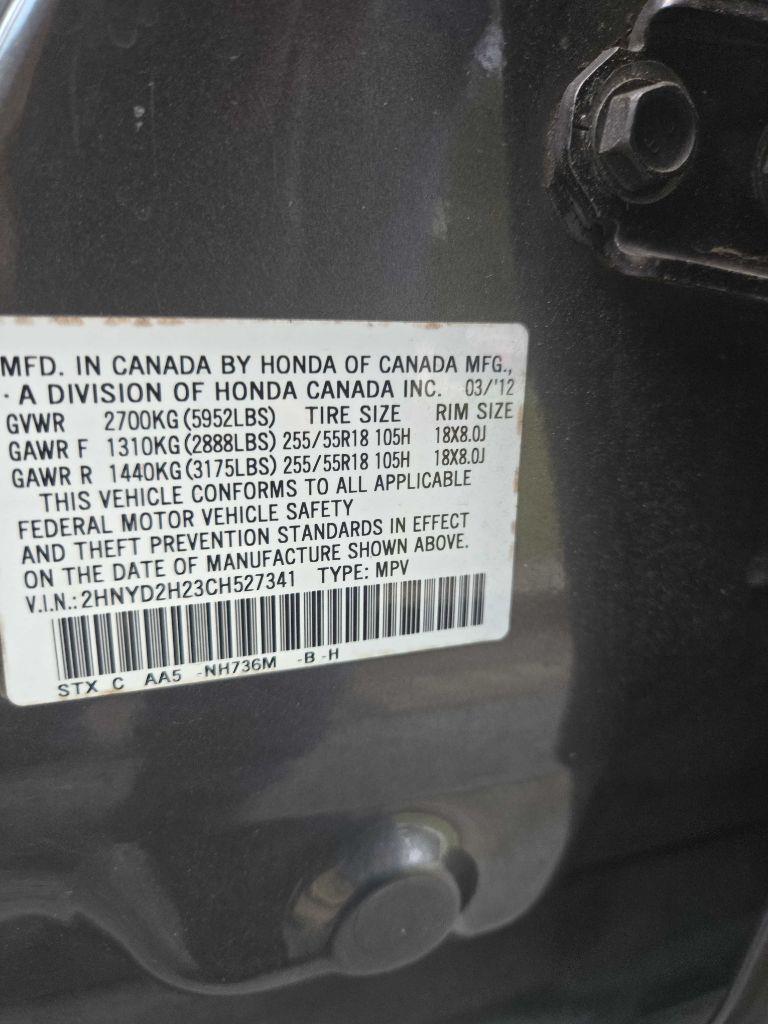 MFD. IN CANADA BY HONDA OF CANADA MFG.,
· A DIVISION OF HONDA CANADA INC. 03/'12
GVWR 2700KG (5952LBS) TIRE SIZE RIM SIZE
GAWR F 1310KG (2888LBS) 255/55R18 105H 18X8.0J
GAWR R 1440KG (3175LBS) 255/55R18 105H 18X8.0J
THIS VEHICLE CONFORMS TO ALL APPLICABLE
FEDERAL MOTOR VEHICLE SAFETY
AND THEFT PREVENTION STANDARDS IN EFFECT
ON THE DATE OF MANUFACTURE SHOWN ABOVE.
V.I.N.: 2HNYD2H23CH527341 TYPE: MPV
STX C AA5 -NH736M -B -H